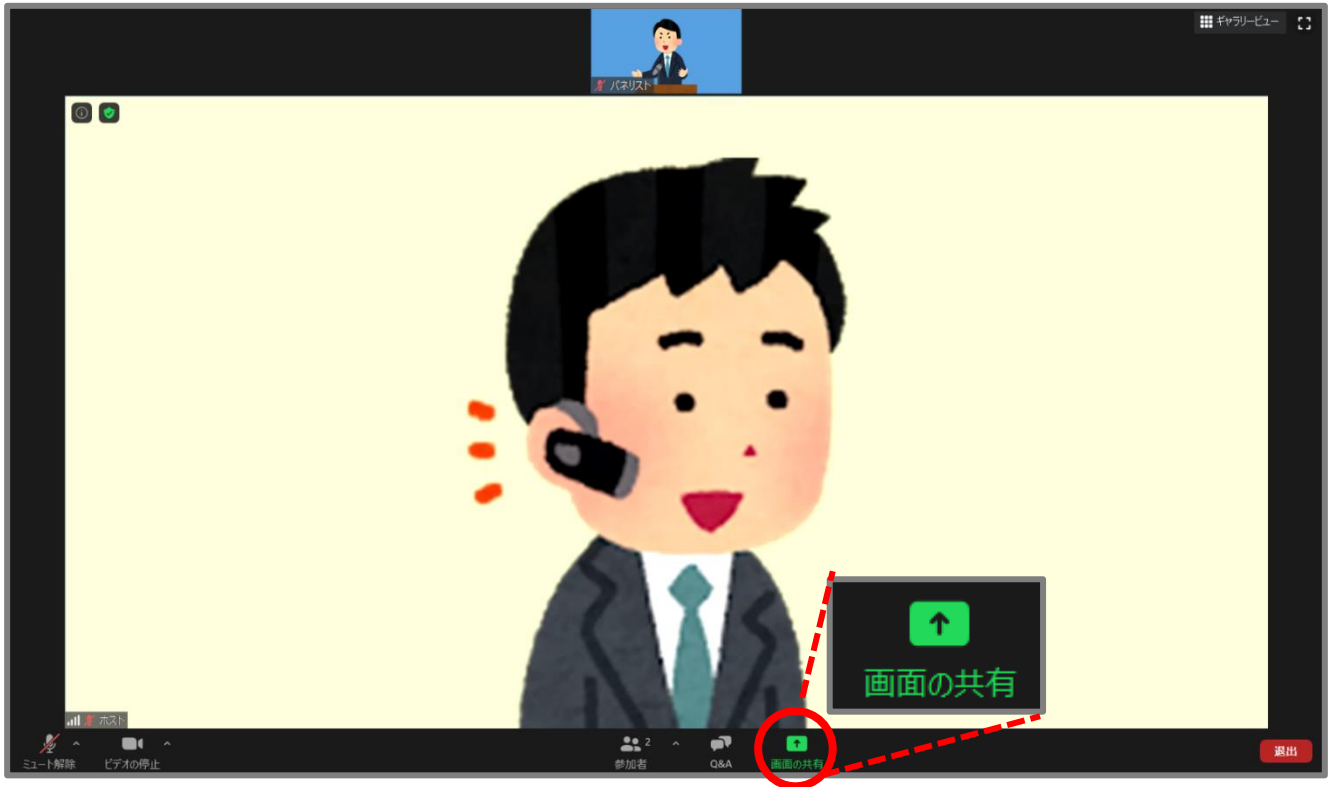 ギャラリービュー
パネリスト
画面の共有
ホスト
ミュート解除
ビデオの停止
2
参加者
Q&A
画面の共有
退出